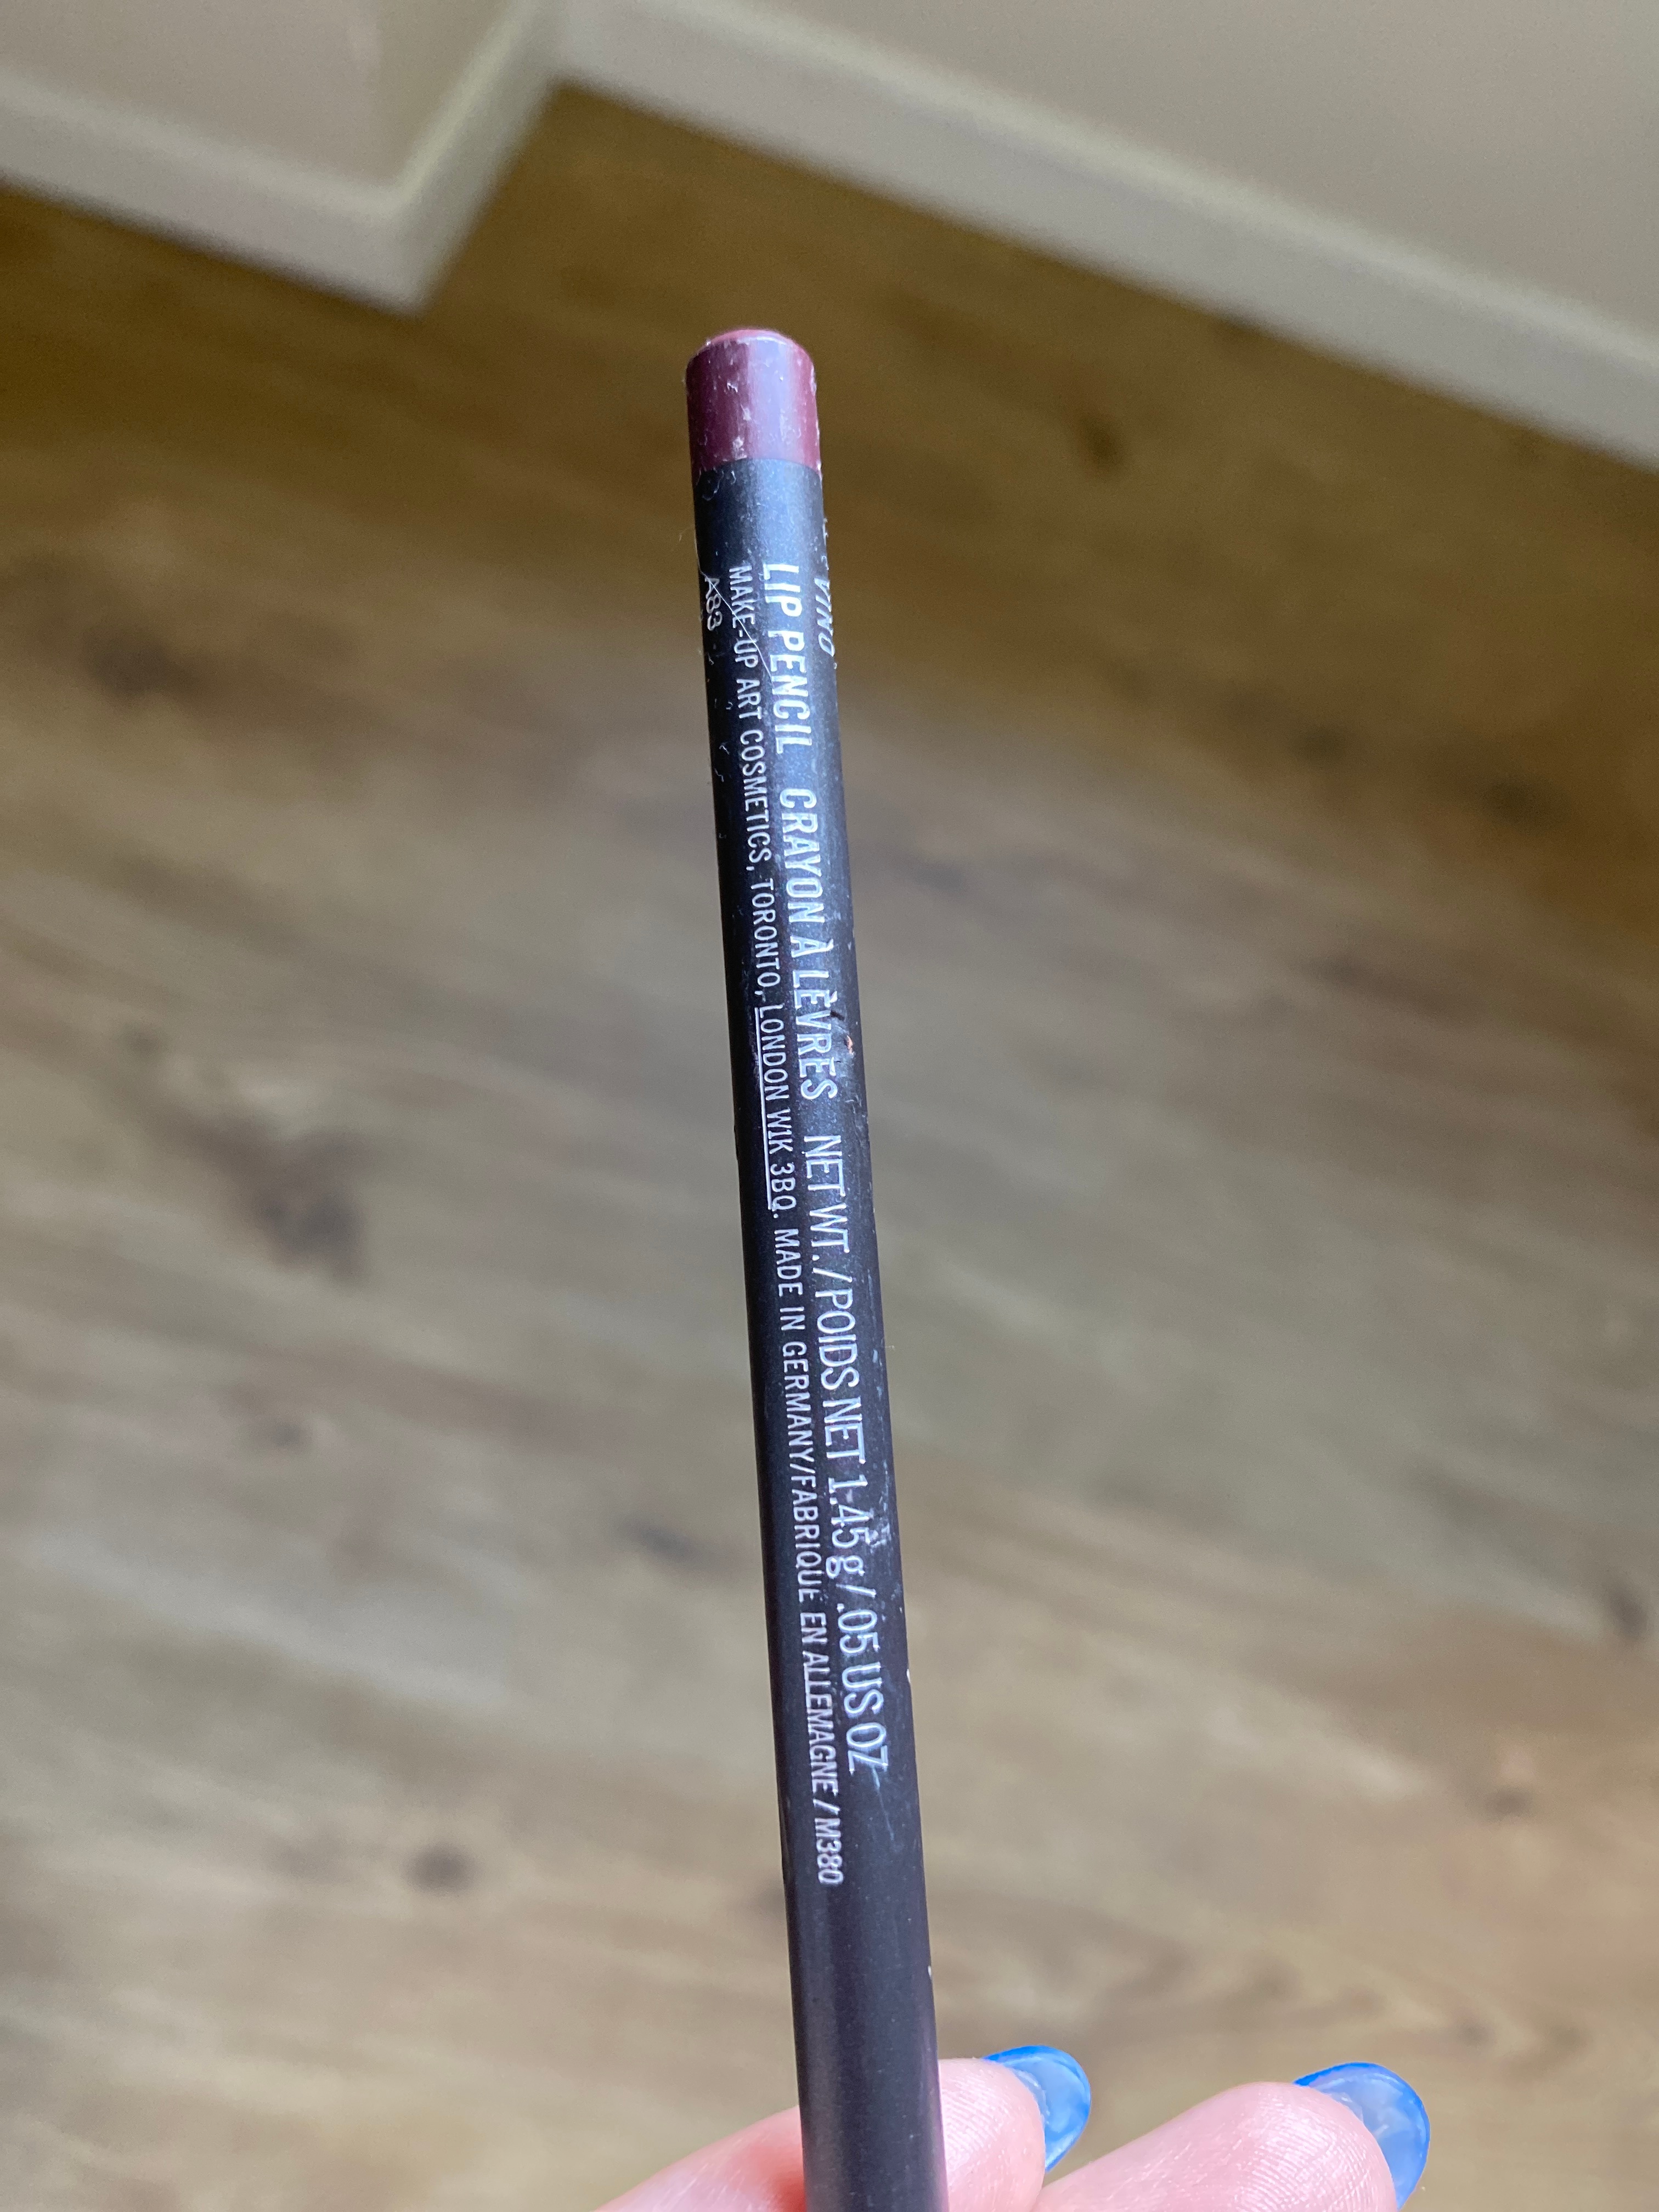 VINO
LIP PENCIL CRAYON À LÈVRES NET WT. / POIDS NET 1.45 g / .05 US OZ
MAKE-UP ART COSMETICS, TORONTO, LONDON W1K 3BQ. MADE IN GERMANY/FABRIQUÉ EN ALLEMAGNE / M380
A83